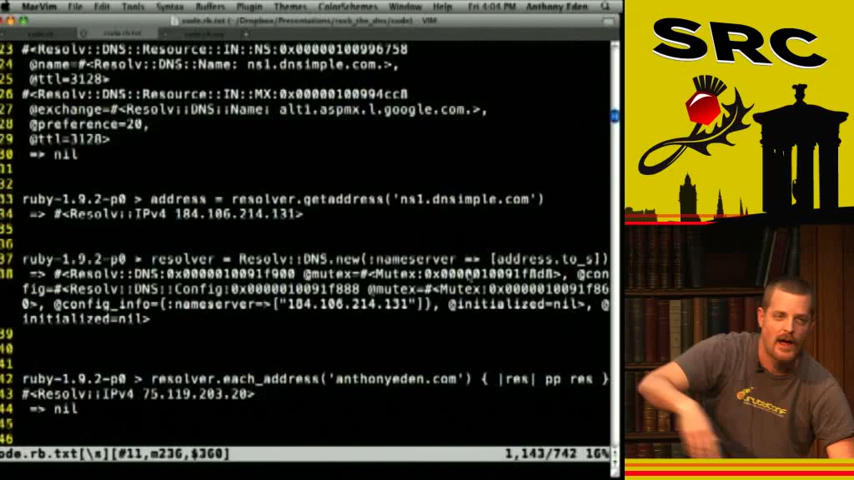 MacVim File Edit Tools Syntax Buffers Plugin Themes ColorSchemes Window Help Fri 4:04 PM Anthony Eden
23 #<Resolv::DNS::Resource::IN::NS:0x00000100996758
24 @name=#<Resolv::DNS::Name: ns1.dnsimple.com.>,
25 @ttl=3128>
26 #<Resolv::DNS::Resource::IN::MX:0x00000100994cc8
27 @exchange=#<Resolv::DNS::Name: alt1.aspmx.l.google.com.>,
28 @preference=20,
29 @ttl=3128>
30 => nil
31
32
33 ruby-1.9.2-p0 > address = resolver.getaddress('ns1.dnsimple.com')
34 => #<Resolv::IPv4 184.106.214.131>
35
36
37 ruby-1.9.2-p0 > resolver = Resolv::DNS.new(:nameserver => [address.to_s])
38 => #<Resolv::DNS:0x0000010091f900 @mutex=#<Mutex:0x0000010091f8d8>, @con
fig=#<Resolv::DNS::Config:0x0000010091f888 @mutex=#<Mutex:0x0000010091f86
0>, @config_info={:nameserver=>["184.106.214.131"]}, @initialized=nil>, @
initialized=nil>
39
40
41
42 ruby-1.9.2-p0 > resolver.each_address('anthonyeden.com') { |res| pp res }
43 #<Resolv::IPv4 75.119.203.20>
44 => nil
45
46
code.rb.txt[\s][#11,m236,$360] 1,143/742 16%
SRC